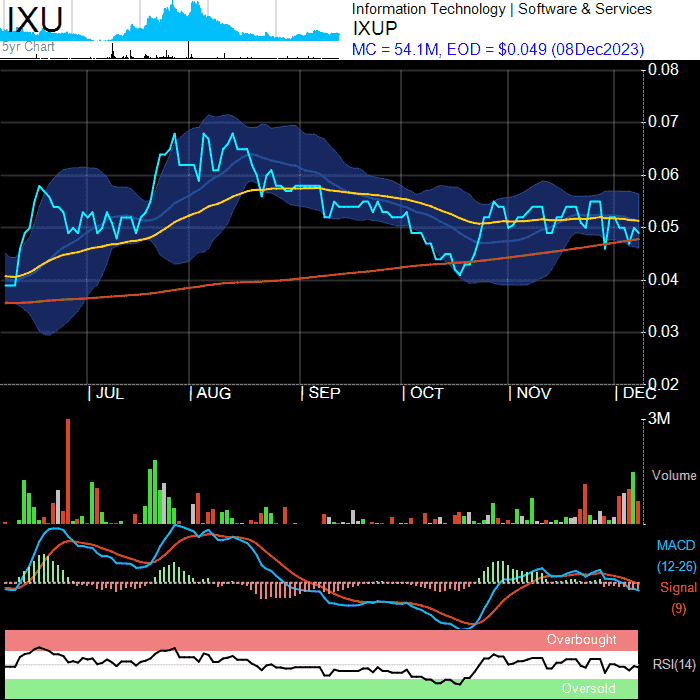 IXU
5yr Chart
Information Technology | Software & Services
IXUP
MC = 54.1M, EOD = $0.049 (08Dec2023)
0.08
0.07
0.06
0.05
0.04
0.03
0.02
| JUL | AUG | SEP | OCT | NOV | DEC
3M
Volume
MACD
(12-26)
Signal
(9)
Overbought
RSI(14)
Oversold